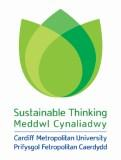 Sustainable Thinking
Meddwl Cynaliadwy
Cardiff Metropolitan University
Prifysgol Fetropolitan Caerdydd